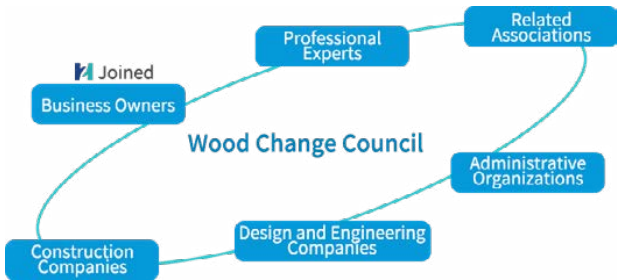 Related
Associations
Professional
Experts
Joined
Business Owners
Wood Change Council
Administrative
Organizations
Design and Engineering
Companies
Construction
Companies